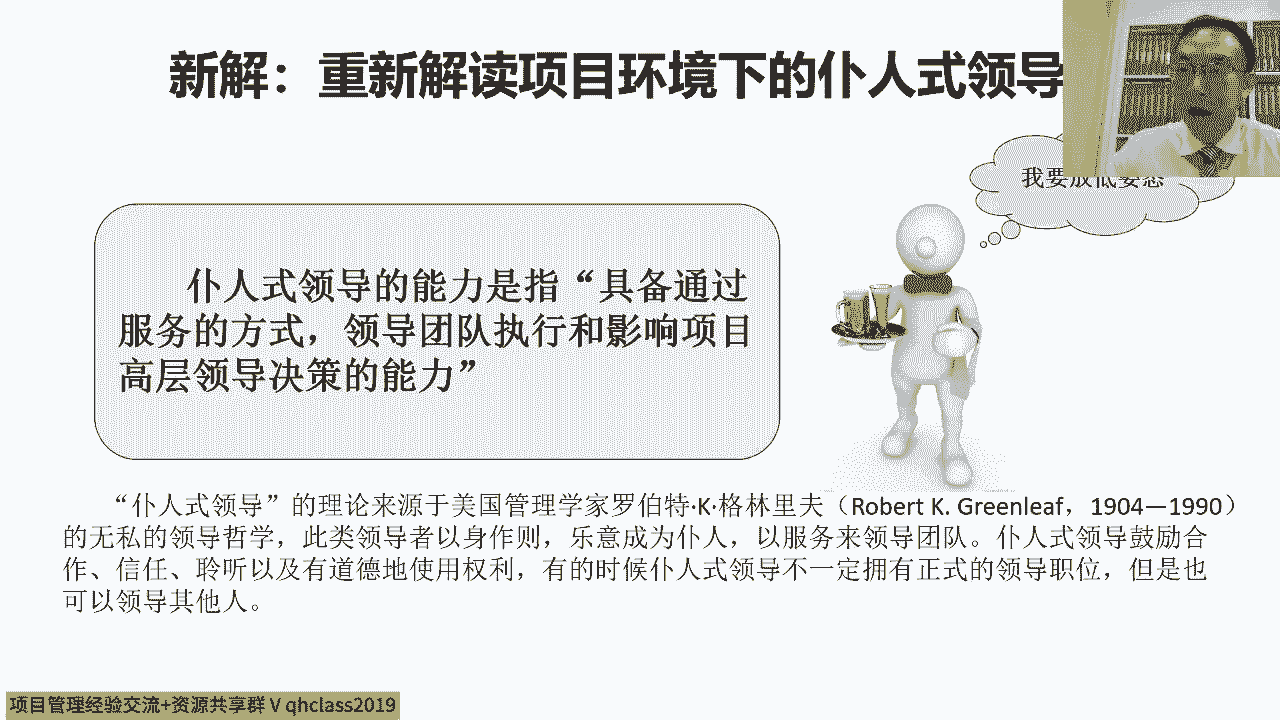 新解：重新解读项目环境下的仆人式领导
我要放低姿态
仆人式领导的能力是指“具备通过
服务的方式，领导团队执行和影响项目
高层领导决策的能力”
“仆人式领导”的理论来源于美国管理学家罗伯特·K·格林里夫（Robert K. Greenleaf，1904—1990）
的无私的领导哲学，此类领导者以身作则，乐意成为仆人，以服务来领导团队。仆人式领导鼓励合
作、信任、聆听以及有道德地使用权利，有的时候仆人式领导不一定拥有正式的领导职位，但是也
可以领导其他人。
项目管理经验交流+资源共享群 V qhclass2019